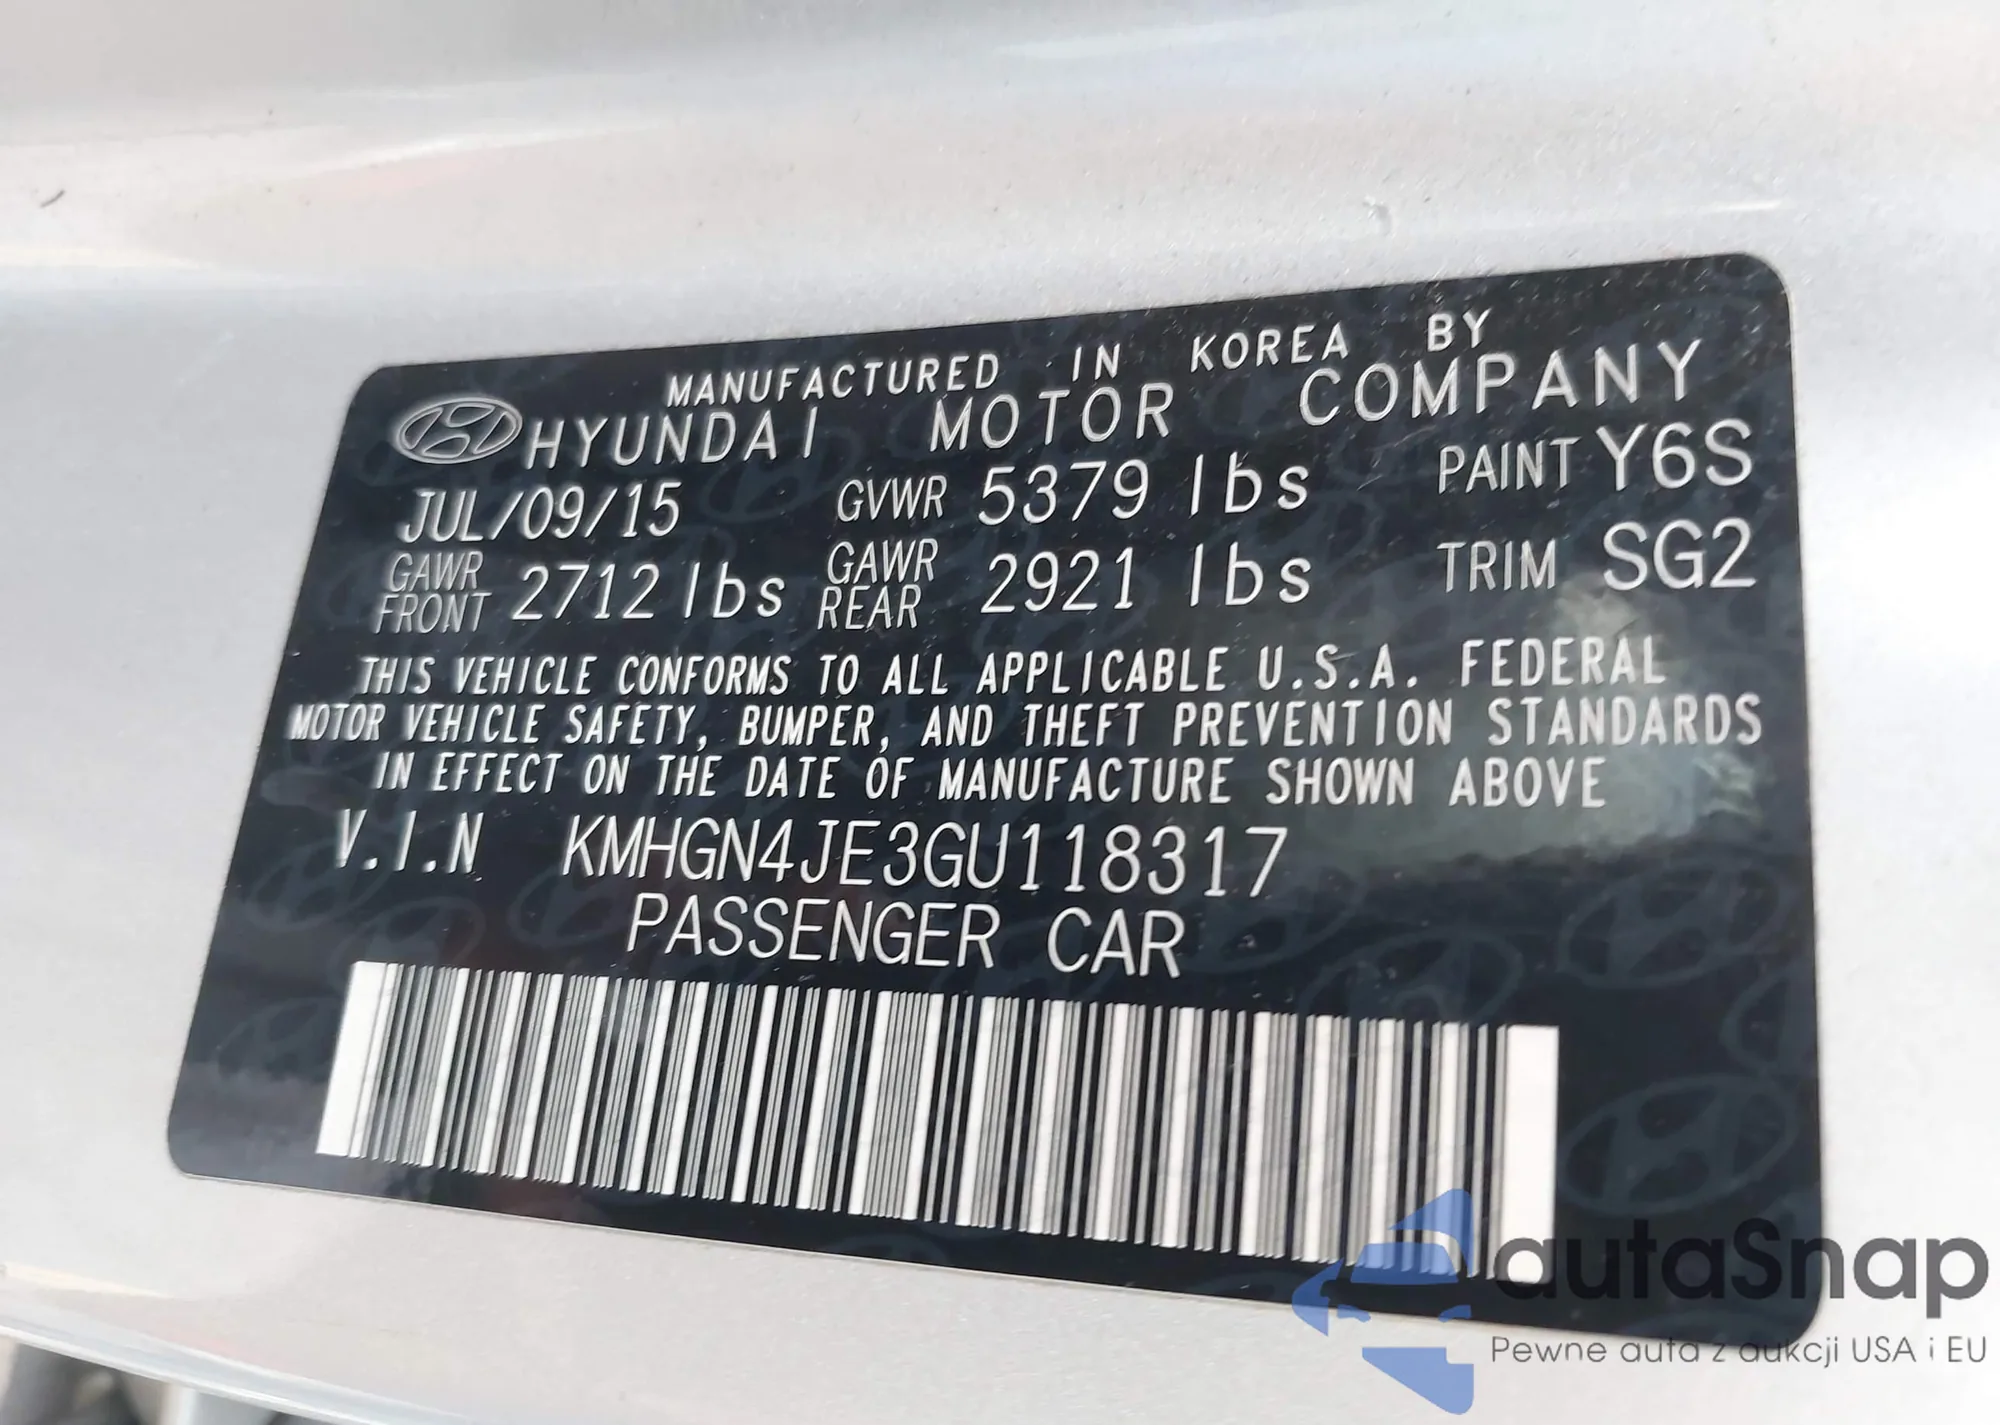 MANUFACTURED IN KOREA BY
HYUNDAI MOTOR COMPANY
JUL/09/15 GVWR 5379 lbs PAINT Y6S
GAWR FRONT 2712 lbs GAWR REAR 2921 lbs TRIM SG2
THIS VEHICLE CONFORMS TO ALL APPLICABLE U.S.A. FEDERAL
MOTOR VEHICLE SAFETY, BUMPER, AND THEFT PREVENTION STANDARDS
IN EFFECT ON THE DATE OF MANUFACTURE SHOWN ABOVE
V.I.N KMHGN4JE3GU118317
PASSENGER CAR
autaSnap
Pewne auta z aukcji USA i EU